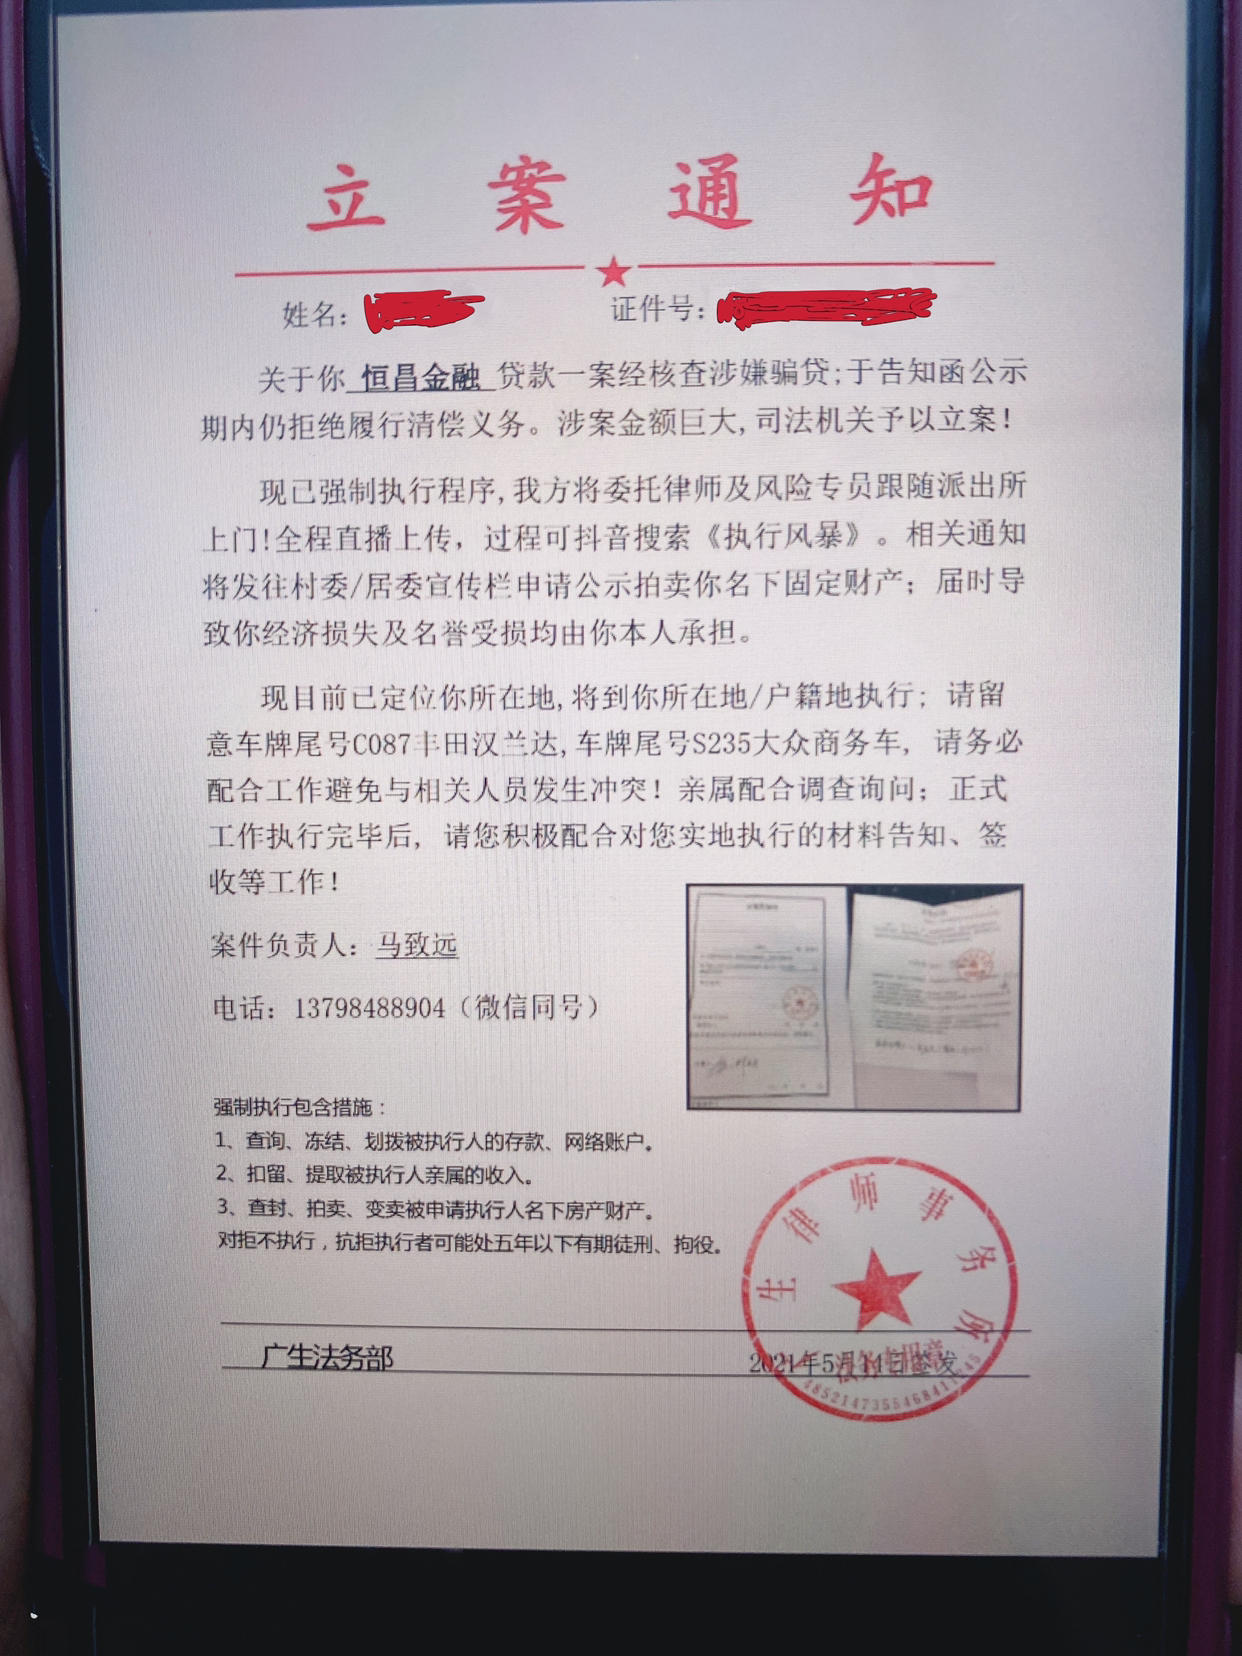 立案通知
姓名： 证件号：
关于你 恒昌金融 贷款一案经核查涉嫌骗贷;于告知函公示
期内仍拒绝履行清偿义务。涉案金额巨大,司法机关予以立案！
现已强制执行程序,我方将委托律师及风险专员跟随派出所
上门!全程直播上传，过程可抖音搜索《执行风暴》。相关通知
将发往村委/居委宣传栏申请公示拍卖你名下固定财产；届时导
致你经济损失及名誉受损均由你本人承担。
现目前已定位你所在地,将到你所在地/户籍地执行；请留
意车牌尾号C087丰田汉兰达,车牌尾号S235大众商务车，请务必
配合工作避免与相关人员发生冲突！亲属配合调查询问；正式
工作执行完毕后，请您积极配合对您实地执行的材料告知、签
收等工作！
案件负责人：马致远
电话：13798488904（微信同号）
强制执行包含措施：
1、查询、冻结、划拨被执行人的存款、网络账户。
2、扣留、提取被执行人亲属的收入。
3、查封、拍卖、变卖被申请执行人名下房产财产。
对拒不执行，抗拒执行者可能处五年以下有期徒刑、拘役。
生律师事务所
广生法务部
2021年5月14日签发